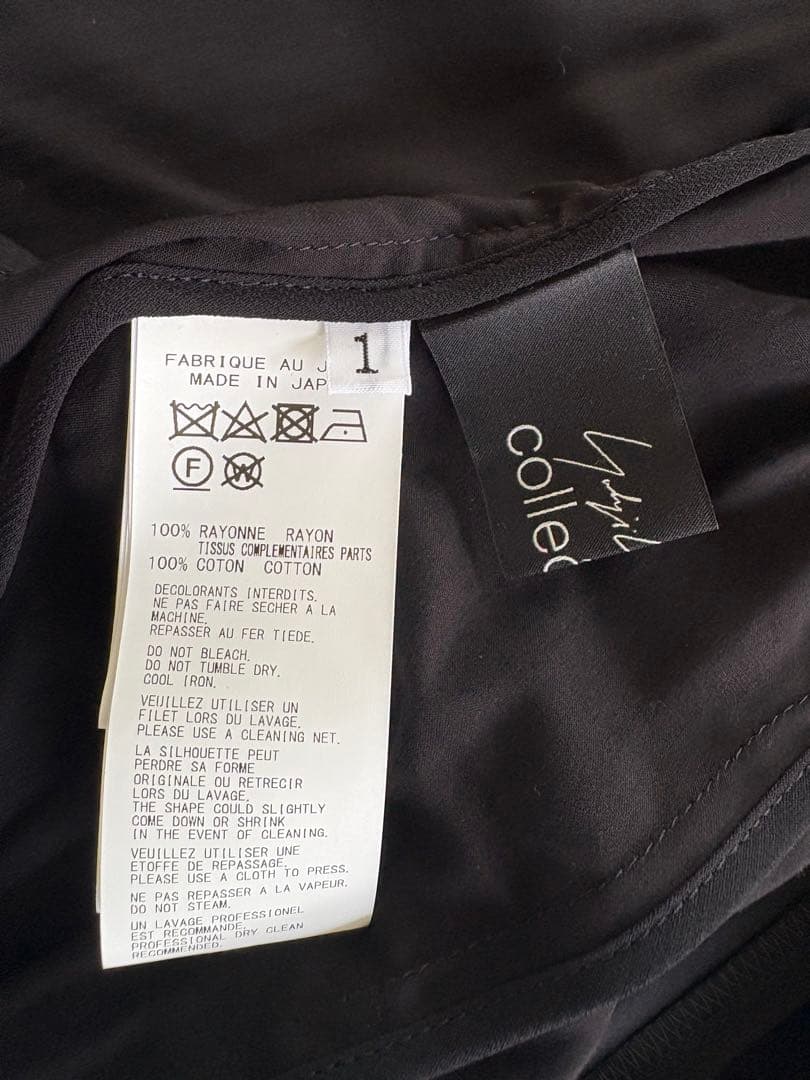 FABRIQUE AU J
MADE IN JAP
1
F
W
100% RAYONNE RAYON
TISSUS COMPLEMENTAIRES PARTS
100% COTON COTTON
DECOLORANTS INTERDITS.
NE PAS FAIRE SECHER A LA
MACHINE.
REPASSER AU FER TIEDE.
DO NOT BLEACH.
DO NOT TUMBLE DRY.
COOL IRON.
VEUILLEZ UTILISER UN
FILET LORS DU LAVAGE.
PLEASE USE A CLEANING NET.
LA SILHOUETTE PEUT
PERDRE SA FORME
ORIGINALE OU RETRECIR
LORS DU LAVAGE.
THE SHAPE COULD SLIGHTLY
COME DOWN OR SHRINK
IN THE EVENT OF CLEANING.
VEUILLEZ UTILISER UNE
ETOFFE DE REPASSAGE.
PLEASE USE A CLOTH TO PRESS.
NE PAS REPASSER A LA VAPEUR.
DO NOT STEAM.
UN LAVAGE PROFESSIONEL
EST RECOMMANDE.
PROFESSIONAL DRY CLEAN
RECOMMENDED.
collec